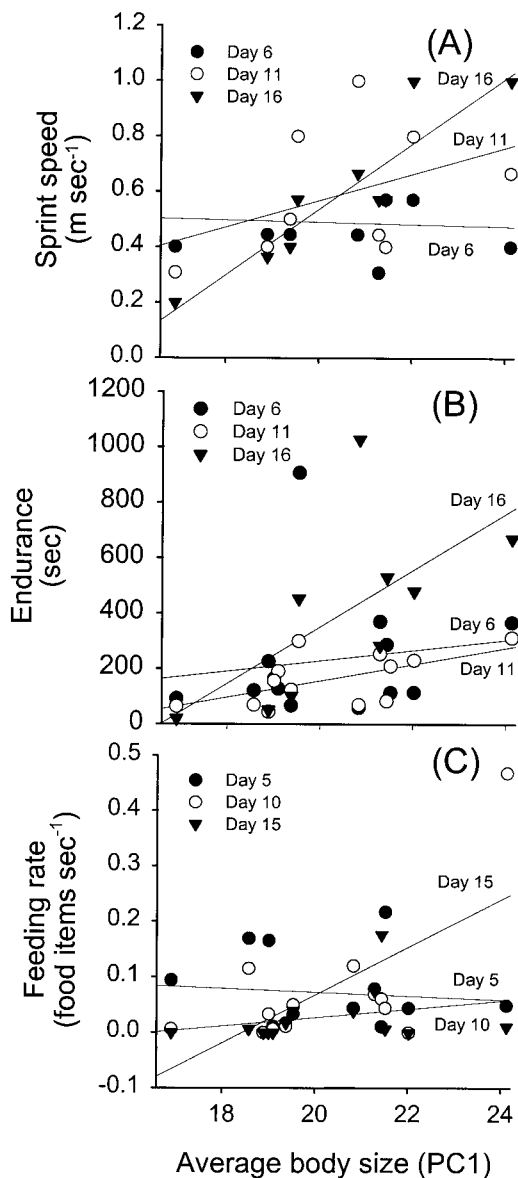 (A)
Day 6
Day 11
Day 16
Day 16
Day 11
Day 6
Sprint speed
(m sec⁻¹)
1.2
1.0
0.8
0.6
0.4
0.2
0.0
(B)
Day 6
Day 11
Day 16
Day 16
Day 6
Day 11
Endurance
(sec)
1200
1000
800
600
400
200
0
(C)
Day 5
Day 10
Day 15
Day 15
Day 5
Day 10
Feeding rate
(food items sec⁻¹)
0.5
0.4
0.3
0.2
0.1
0.0
-0.1
18 20 22 24
Average body size (PC1)